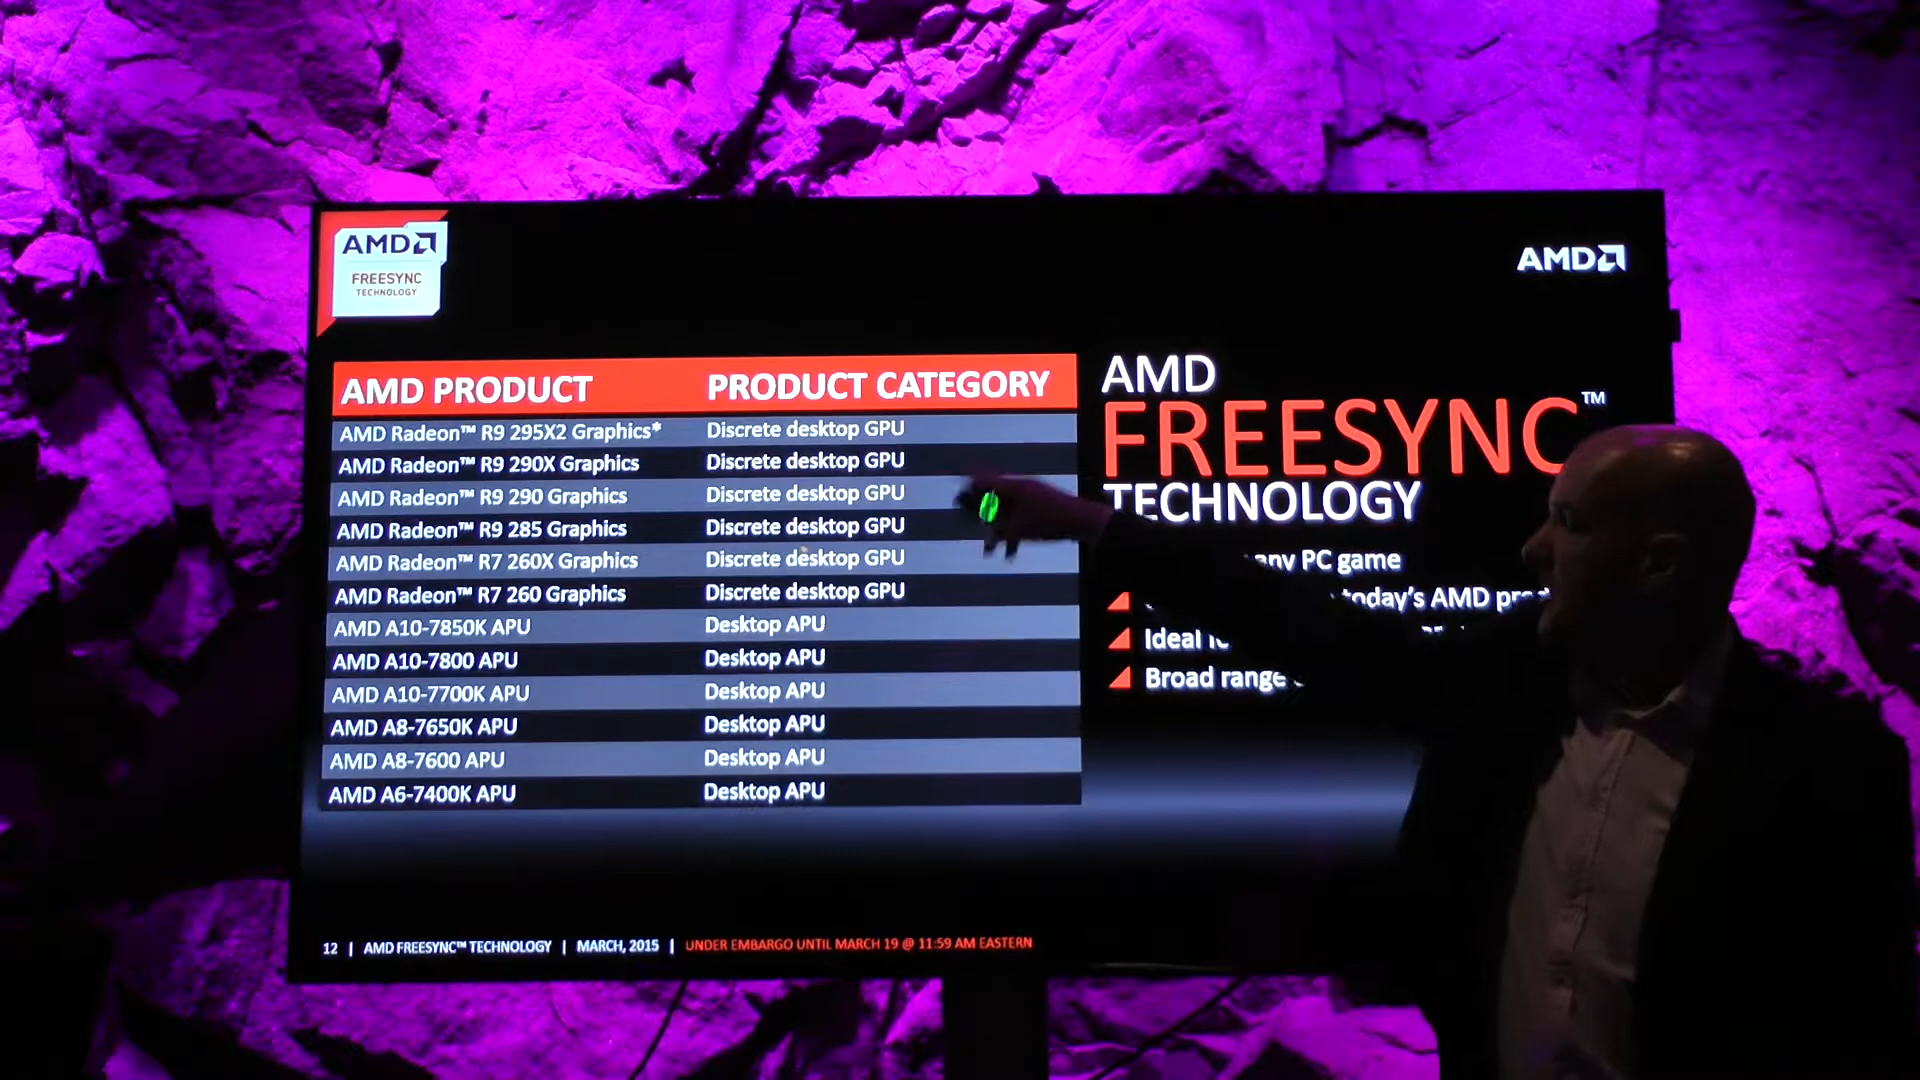 AMD
FREESYNC
TECHNOLOGY
AMD
AMD PRODUCT PRODUCT CATEGORY
AMD Radeon™ R9 295X2 Graphics* Discrete desktop GPU
AMD Radeon™ R9 290X Graphics Discrete desktop GPU
AMD Radeon™ R9 290 Graphics Discrete desktop GPU
AMD Radeon™ R9 285 Graphics Discrete desktop GPU
AMD Radeon™ R7 260X Graphics Discrete desktop GPU
AMD Radeon™ R7 260 Graphics Discrete desktop GPU
AMD A10-7850K APU Desktop APU
AMD A10-7800 APU Desktop APU
AMD A10-7700K APU Desktop APU
AMD A8-7650K APU Desktop APU
AMD A8-7600 APU Desktop APU
AMD A6-7400K APU Desktop APU
AMD
FREESYNC™
TECHNOLOGY
any PC game
today's AMD
Ideal
Broad range
12 | AMD FREESYNC™ TECHNOLOGY | MARCH, 2015 | UNDER EMBARGO UNTIL MARCH 19 @ 11:59 AM EASTERN